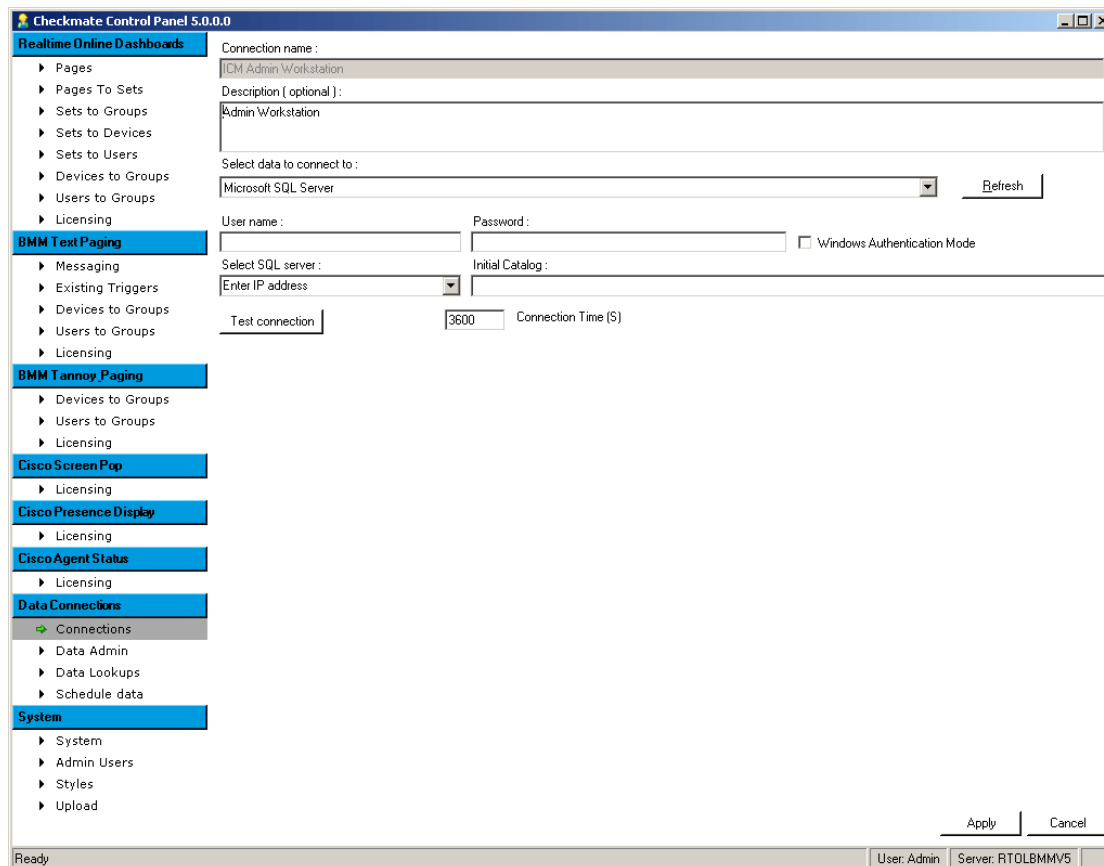 Checkmate Control Panel 5.0.0.0
Realtime Online Dashboards
Pages
Pages To Sets
Sets to Groups
Sets to Devices
Sets to Users
Devices to Groups
Users to Groups
Licensing
BMM Text Paging
Messaging
Existing Triggers
Devices to Groups
Users to Groups
Licensing
BMM Tannoy_Paging
Devices to Groups
Users to Groups
Licensing
Cisco Screen Pop
Licensing
Cisco Presence Display
Licensing
Cisco Agent Status
Licensing
Data Connections
Connections
Data Admin
Data Lookups
Schedule data
System
System
Admin Users
Styles
Upload
Connection name :
ICM Admin Workstation
Description ( optional ) :
Admin Workstation
Select data to connect to :
Microsoft SQL Server
Refresh
User name :
Password :
Windows Authentication Mode
Select SQL server :
Initial Catalog :
Enter IP address
Test connection
3600
Connection Time (S)
Apply
Cancel
Ready
User: Admin
Server: RTOLBMMV5